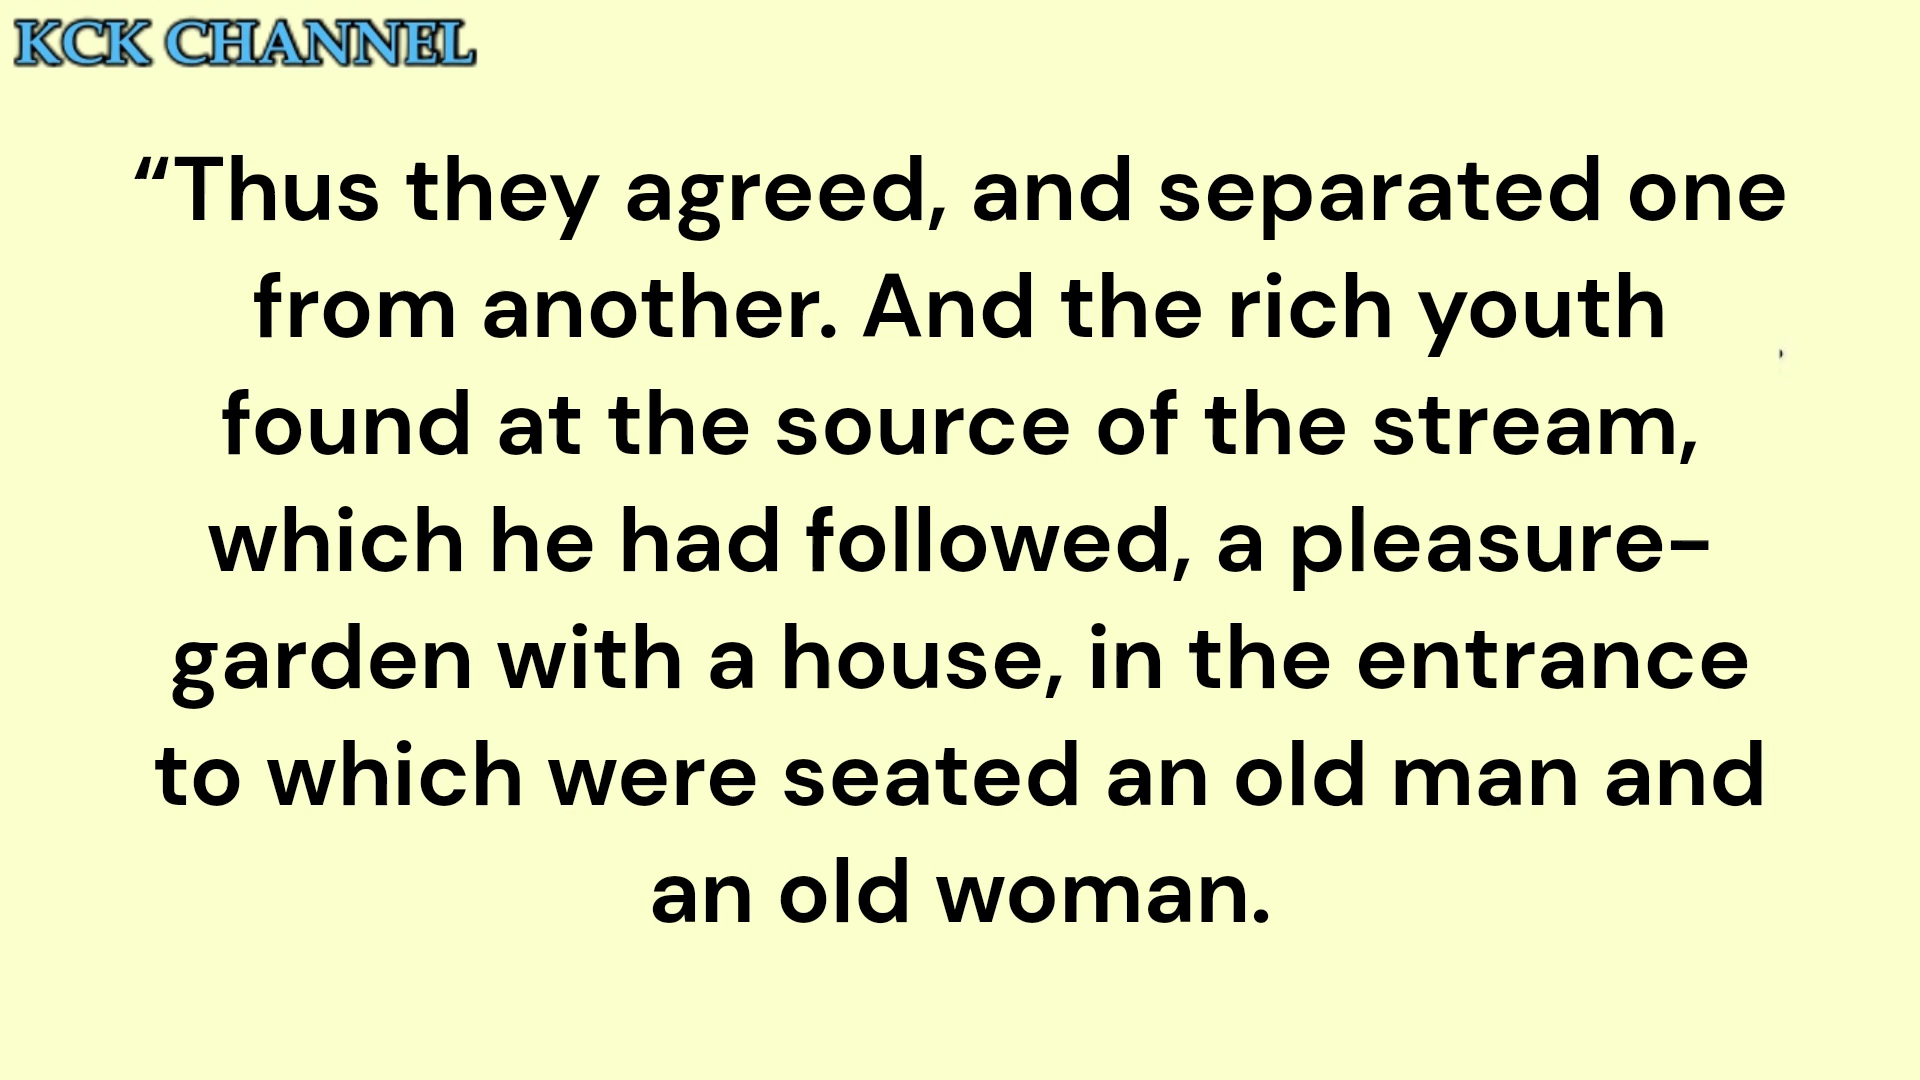 KCK CHANNEL
“Thus they agreed, and separated one
from another. And the rich youth
found at the source of the stream,
which he had followed, a pleasure-
garden with a house, in the entrance
to which were seated an old man and
an old woman.